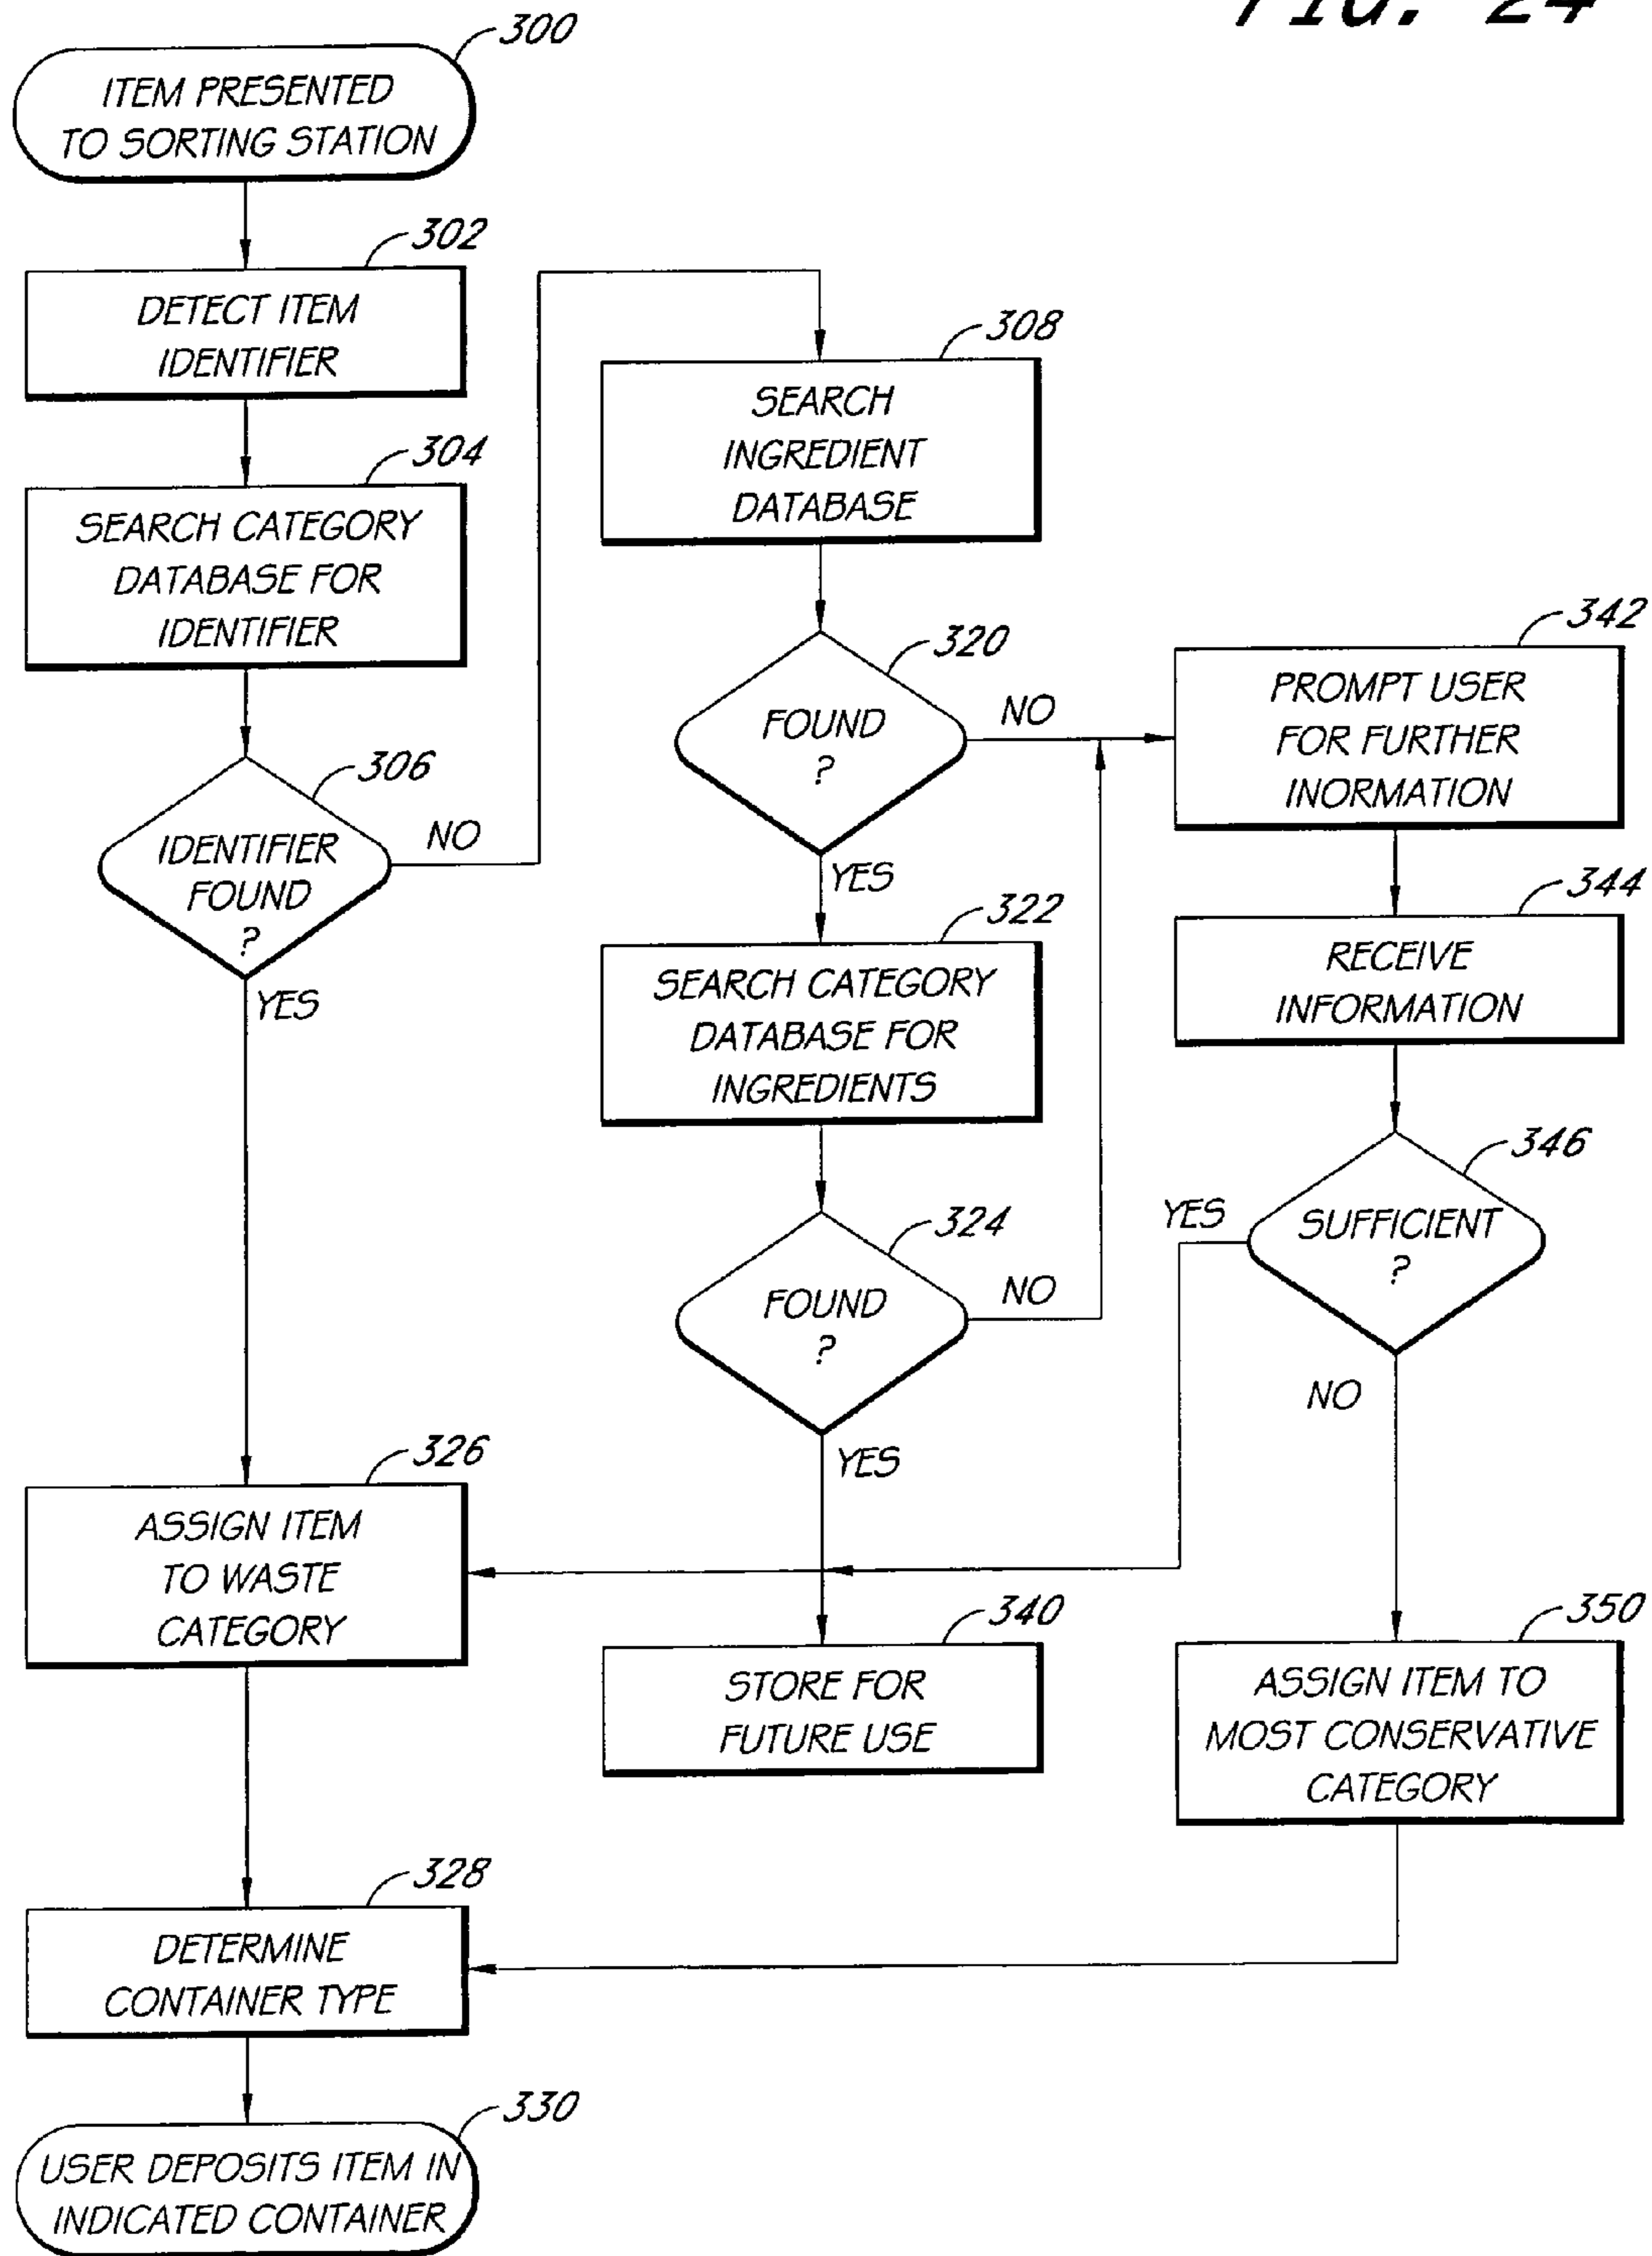 FIG. 24
300
ITEM PRESENTED
TO SORTING STATION
302
DETECT ITEM
IDENTIFIER
304
SEARCH CATEGORY
DATABASE FOR
IDENTIFIER
306
IDENTIFIER
FOUND
?
NO
YES
308
SEARCH
INGREDIENT
DATABASE
320
FOUND
?
NO
YES
322
SEARCH CATEGORY
DATABASE FOR
INGREDIENTS
324
FOUND
?
NO
YES
342
PROMPT USER
FOR FURTHER
INORMATION
344
RECEIVE
INFORMATION
346
SUFFICIENT
?
YES
NO
326
ASSIGN ITEM
TO WASTE
CATEGORY
340
STORE FOR
FUTURE USE
350
ASSIGN ITEM TO
MOST CONSERVATIVE
CATEGORY
328
DETERMINE
CONTAINER TYPE
330
USER DEPOSITS ITEM IN
INDICATED CONTAINER